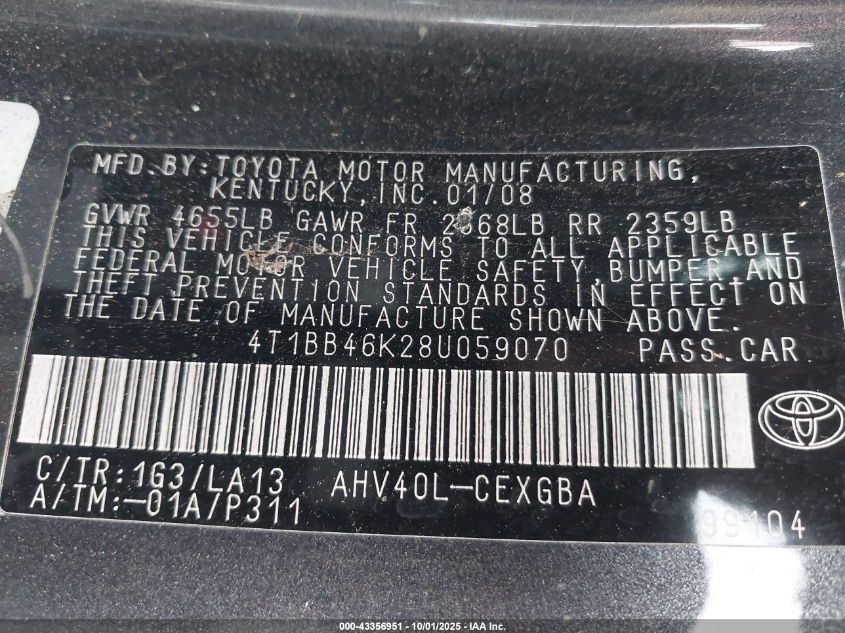 MFD.BY:TOYOTA MOTOR MANUFACTURING,
KENTUCKY,INC.01/08
GVWR 4655LB GAWR FR RR 2359LB
THIS VEHICLE CONFORMS TO ALL APPLICABLE
FEDERAL MOTOR VEHICLE SAFETY,BUMPER AND
THEFT PREVENTION STANDARDS IN EFFECT ON
THE DATE OF MANUFACTURE SHOWN ABOVE.
4T1BB46K28U059070 PASS.CAR
C/TR:1G3/LA13 AHV40L-CEXGBA
A/TM:-01A/P311
99104
000-43356951 - 10/01/2025 - IAA Inc.